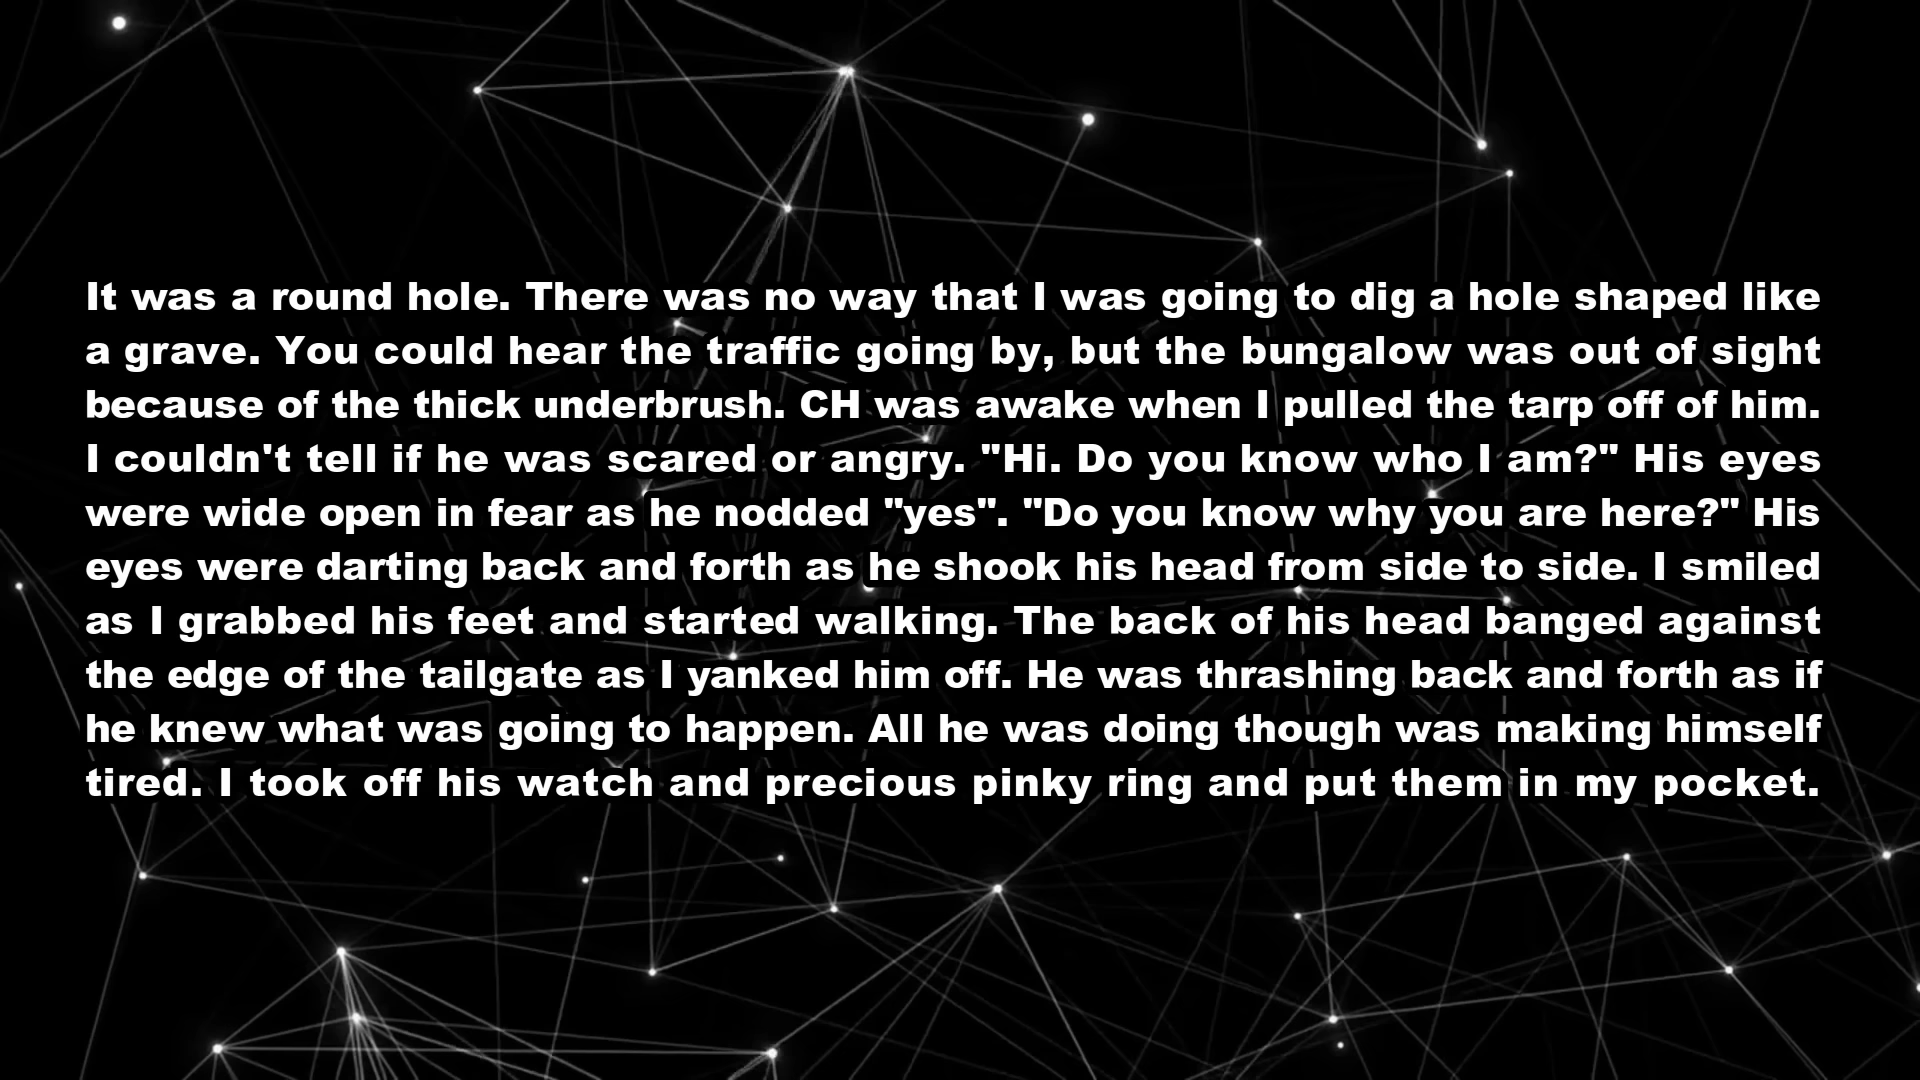 It was a round hole. There was no way that I was going to dig a hole shaped like
a grave. You could hear the traffic going by, but the bungalow was out of sight
because of the thick underbrush. CH was awake when I pulled the tarp off of him.
I couldn't tell if he was scared or angry. "Hi. Do you know who I am?" His eyes
were wide open in fear as he nodded "yes". "Do you know why you are here?" His
eyes were darting back and forth as he shook his head from side to side. I smiled
as I grabbed his feet and started walking. The back of his head banged against
the edge of the tailgate as I yanked him off. He was thrashing back and forth as if
he knew what was going to happen. All he was doing though was making himself
tired. I took off his watch and precious pinky ring and put them in my pocket.